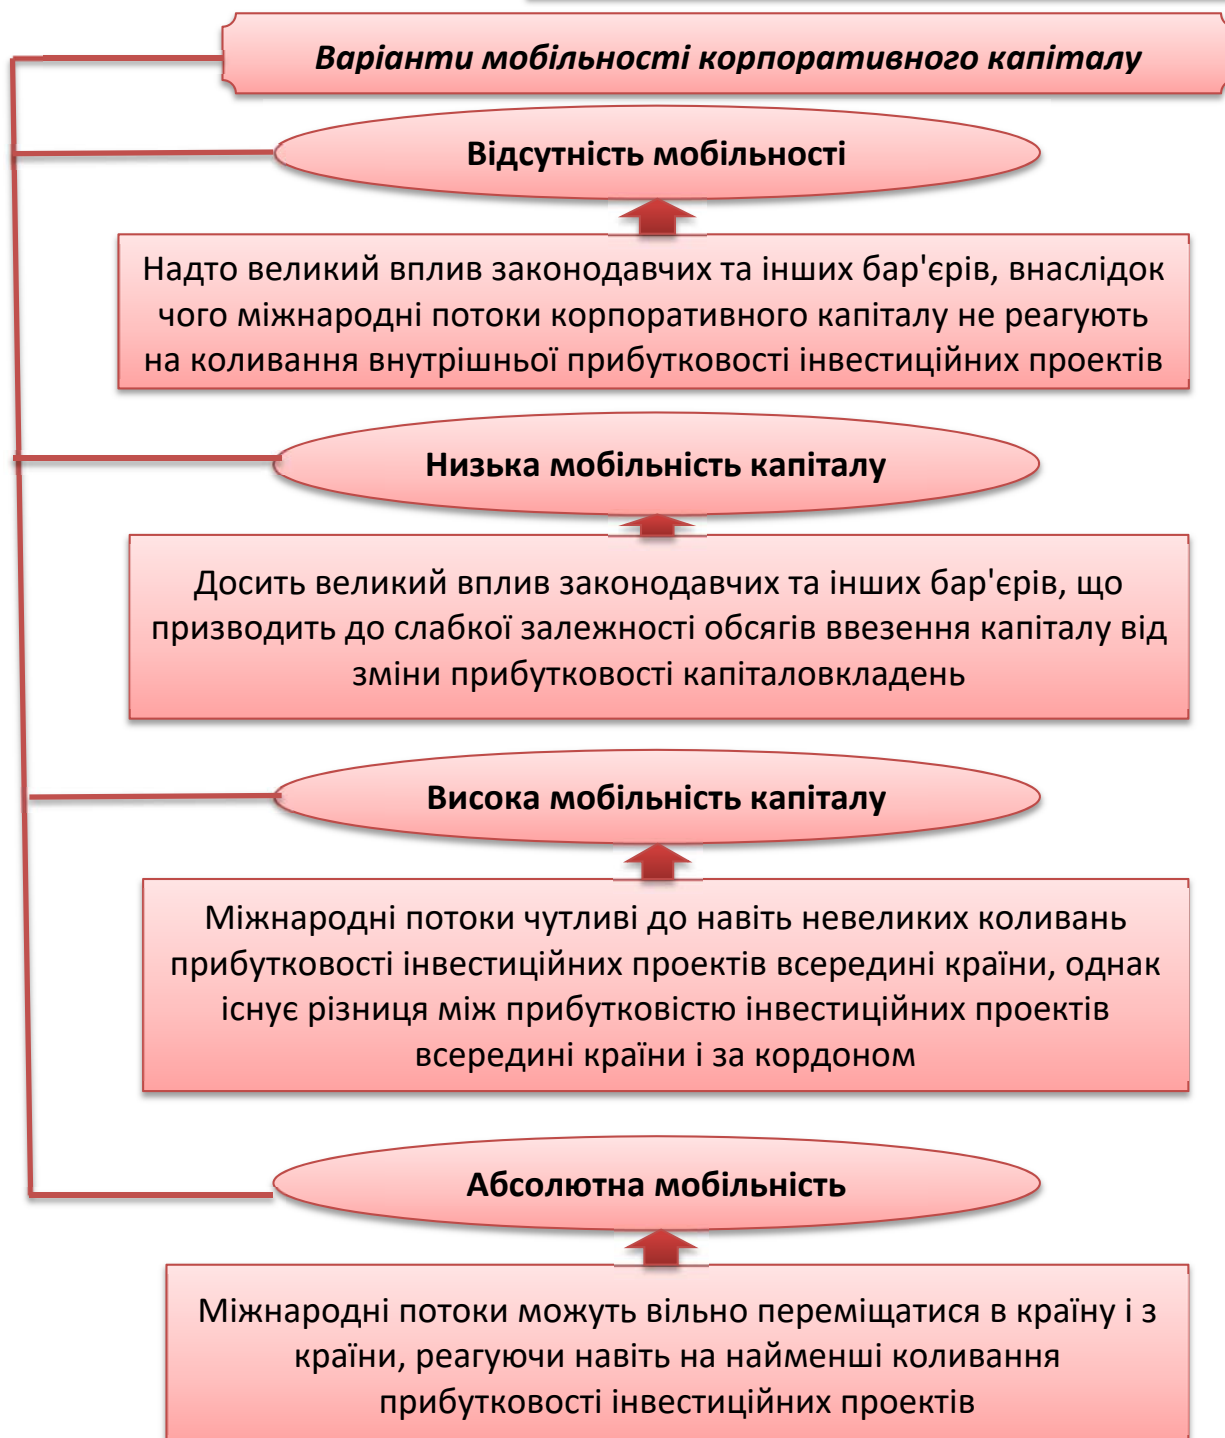 Варіанти мобільності корпоративного капіталу
Відсутність мобільності
Надто великий вплив законодавчих та інших бар'єрів, внаслідок
чого міжнародні потоки корпоративного капіталу не реагують
на коливання внутрішньої прибутковості інвестиційних проектів
Низька мобільність капіталу
Досить великий вплив законодавчих та інших бар'єрів, що
призводить до слабкої залежності обсягів ввезення капіталу від
зміни прибутковості капіталовкладень
Висока мобільність капіталу
Міжнародні потоки чутливі до навіть невеликих коливань
прибутковості інвестиційних проектів всередині країни, однак
існує різниця між прибутковістю інвестиційних проектів
всередині країни і за кордоном
Абсолютна мобільність
Міжнародні потоки можуть вільно переміщатися в країну і з
країни, реагуючи навіть на найменші коливання
прибутковості інвестиційних проектів